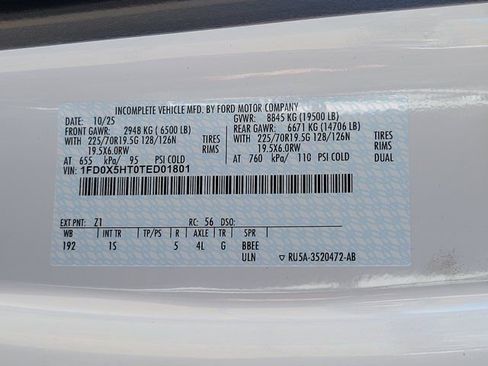 INCOMPLETE VEHICLE MFD. BY FORD MOTOR COMPANY
DATE: 10/25 GVWR: 8845 KG (19500 LB)
FRONT GAWR: 2948 KG (6500 LB) REAR GAWR: 6671 KG (14706 LB)
WITH 225/70R19.5G 128/126N TIRES WITH 225/70R19.5G 128/126N TIRES
19.5X6.0RW RIMS 19.5X6.0RW RIMS
AT 655 kPa/ 95 PSI COLD AT 760 kPa/ 110 PSI COLD DUAL
VIN: 1FD0X5HT0TED01801
EXT PNT: Z1 RC: 56 DSO:
WB INT TR TP/PS R AXLE TR SPR
192 1S 5 4L G BBEE
ULN ▼ RU5A-3520472-AB